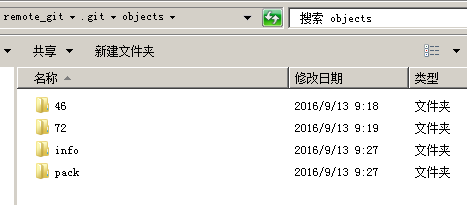 remote_git .git objects 搜索 objects
共享 新建文件夹
名称 修改日期 类型
46 2016/9/13 9:18 文件夹
72 2016/9/13 9:19 文件夹
info 2016/9/13 9:27 文件夹
pack 2016/9/13 9:27 文件夹